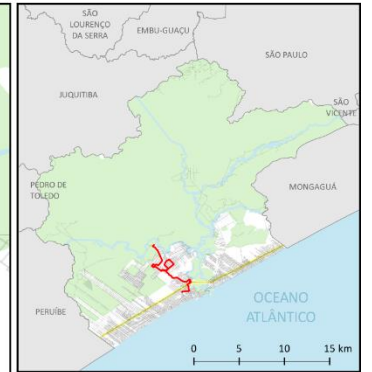 SÃO
LOURENÇO
DA SERRA
EMBU-GUAÇU
SÃO PAULO
JUQUITIBA
SÃO
VICENTE
PEDRO DE
TOLEDO
MONGAGUÁ
PERUÍBE
OCEANO
ATLÂNTICO
0 5 10 15 km